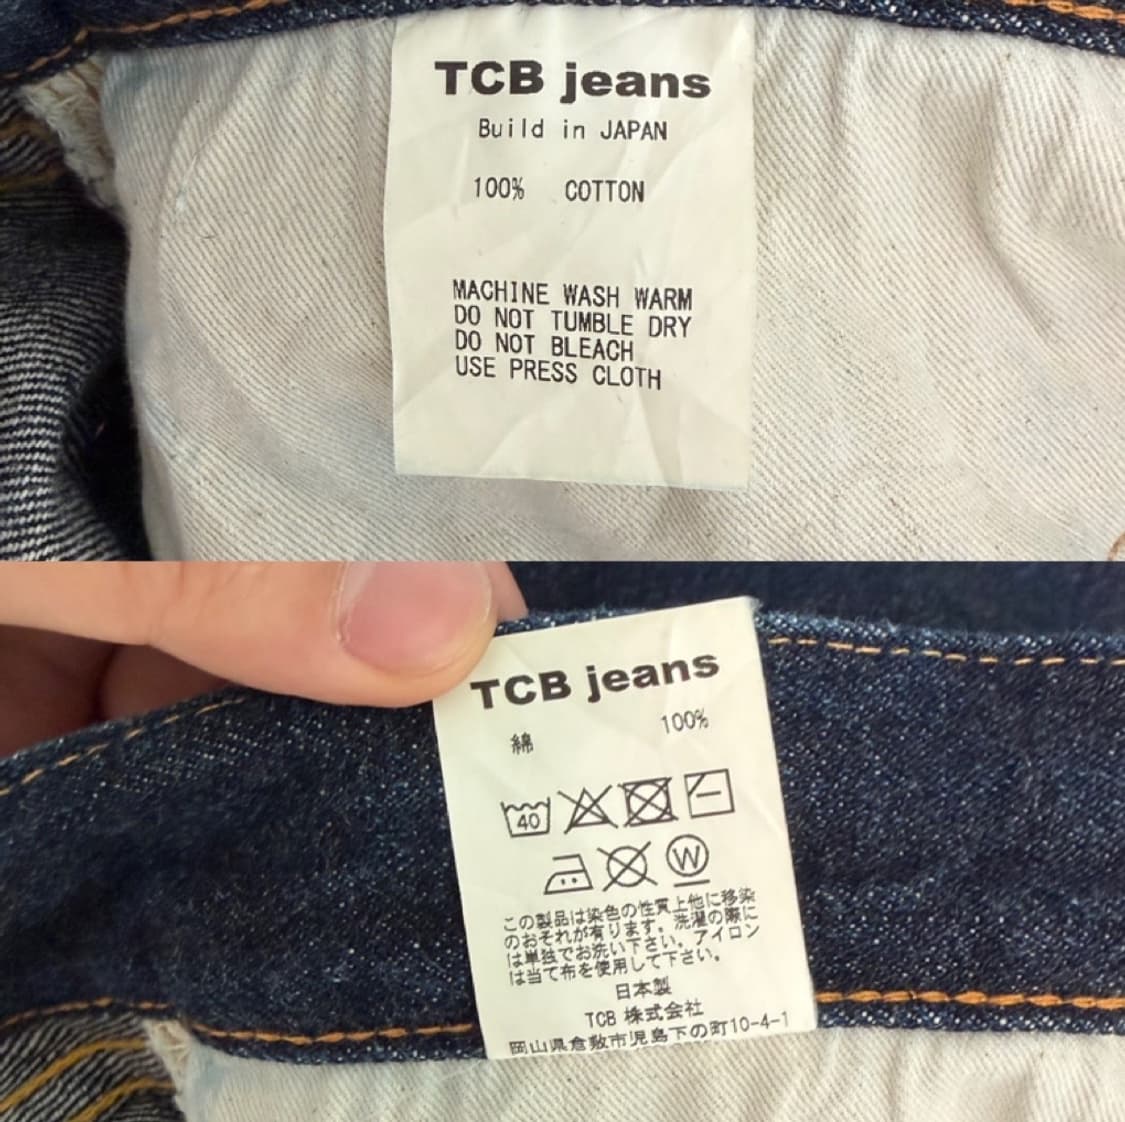 TCB jeans
Build in JAPAN
100% COTTON
MACHINE WASH WARM
DO NOT TUMBLE DRY
DO NOT BLEACH
USE PRESS CLOTH
TCB jeans
綿 100%
40
W
この製品は染色の性質上他に移染
のおそれが有ります。洗濯の際に
は単独でお洗い下さい。アイロン
は当て布を使用して下さい。
日本製
TCB 株式会社
岡山県倉敷市児島下の町10-4-1